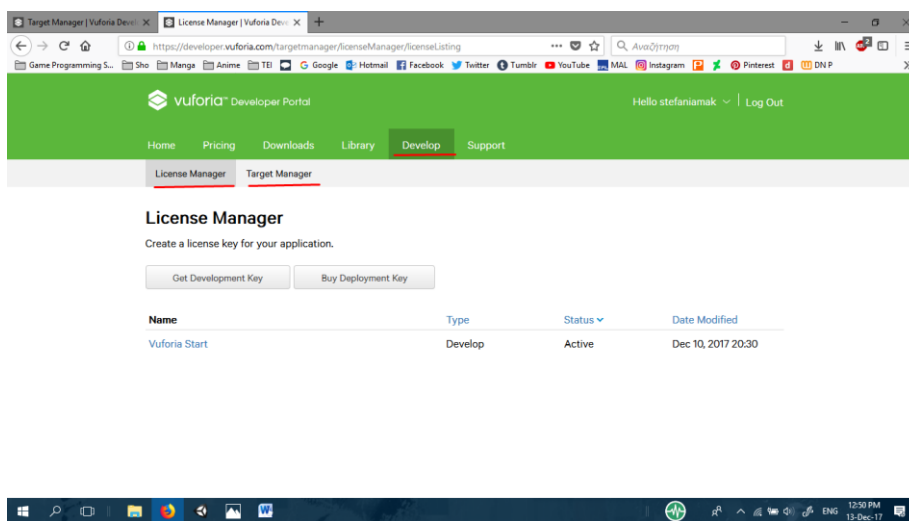 Target Manager | Vuforia Devel
License Manager | Vuforia Deve
https://developer.vuforia.com/targetmanager/licenseManager/licenseListing
Αναζήτηση
Game Programming S... Sho Manga Anime TEI G Google Hotmail Facebook Twitter Tumblr YouTube MAL Instagram Pinterest DN P
vuforia™ Developer Portal
Hello stefaniamak | Log Out
Home Pricing Downloads Library Develop Support
License Manager Target Manager
License Manager
Create a license key for your application.
Get Development Key Buy Deployment Key
Name Type Status Date Modified
Vuforia Start Develop Active Dec 10, 2017 20:30
ENG
12:50 PM
13-Dec-17